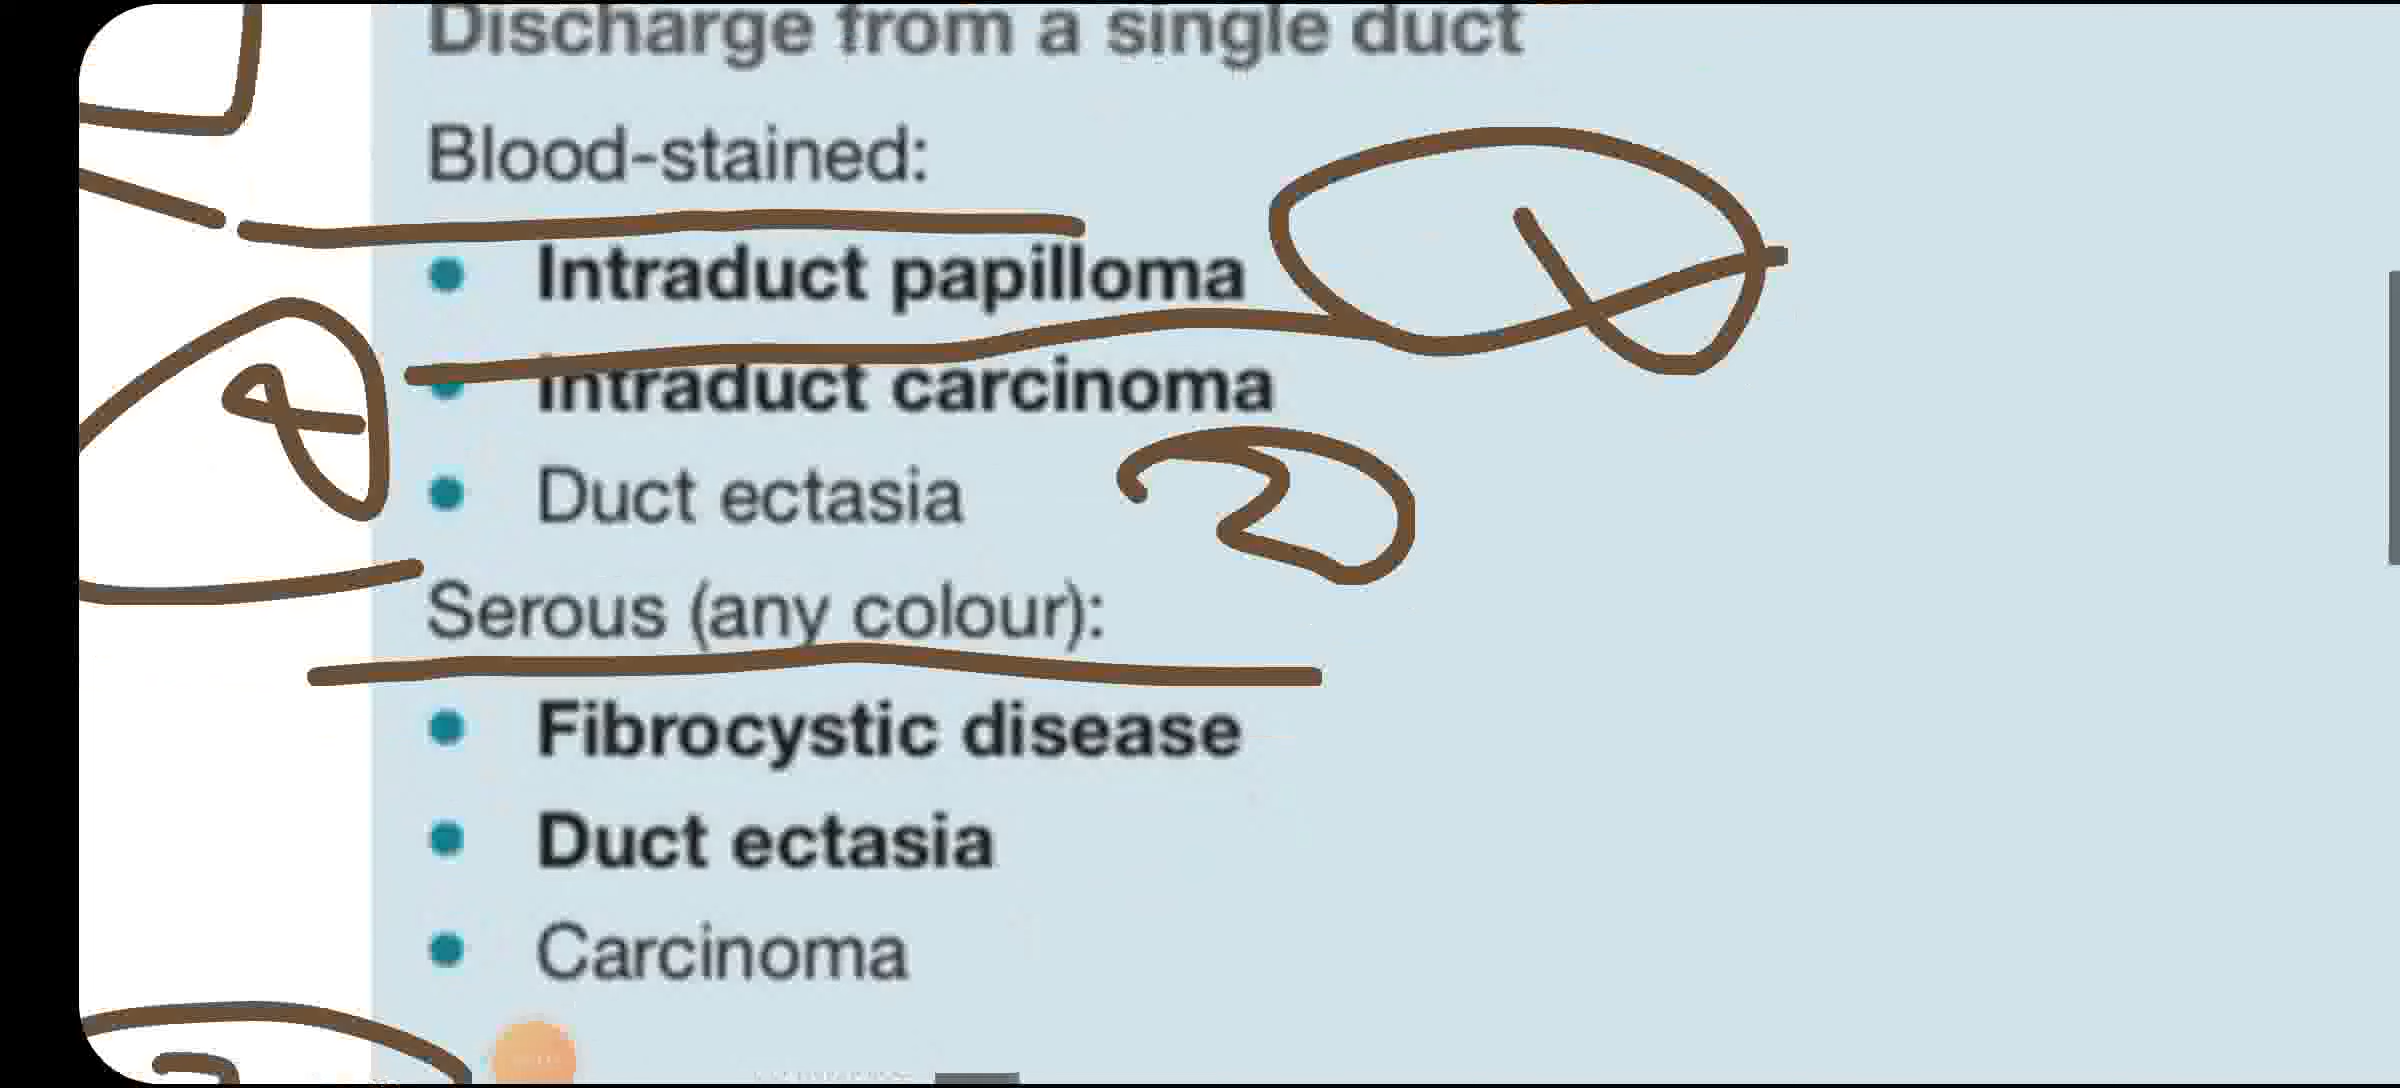 Discharge from a single duct
Blood-stained:
• Intraduct papilloma
• Intraduct carcinoma
• Duct ectasia
Serous (any colour):
• Fibrocystic disease
• Duct ectasia
• Carcinoma